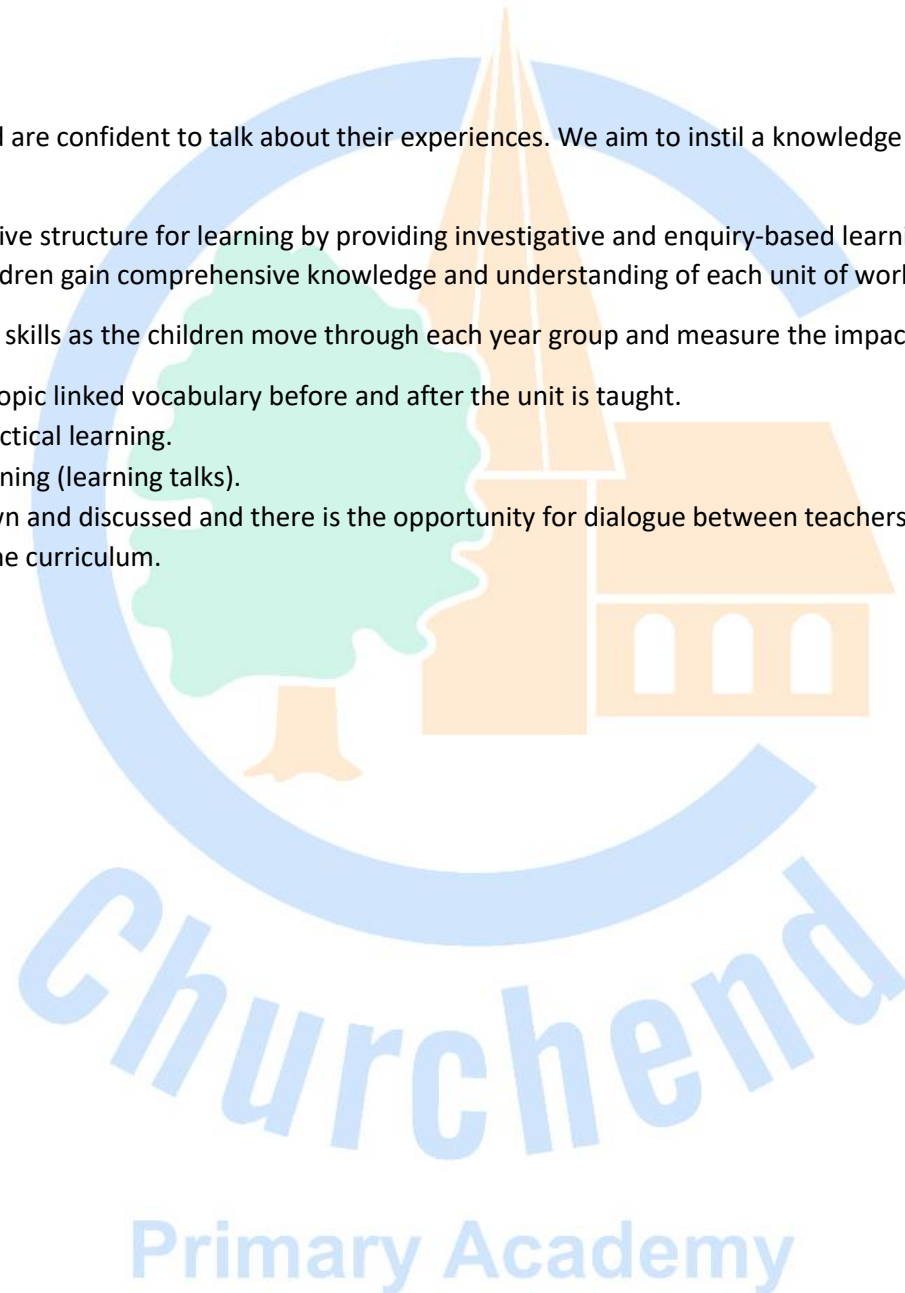 are confident to talk about their experiences. We aim to instil a knowledge
ive structure for learning by providing investigative and enquiry-based learni
dren gain comprehensive knowledge and understanding of each unit of work
skills as the children move through each year group and measure the impac
opic linked vocabulary before and after the unit is taught.
ctical learning.
ning (learning talks).
n and discussed and there is the opportunity for dialogue between teachers
e curriculum.
Churchend
Primary Academy